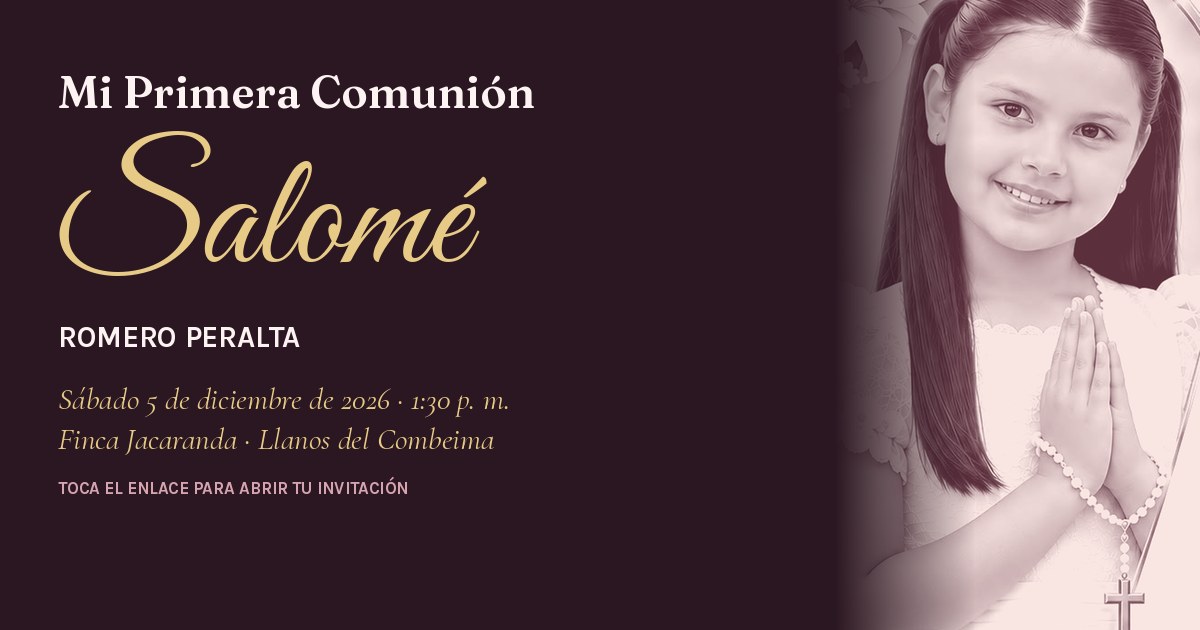 Mi Primera Comunión
Salomé
ROMERO PERALTA
Sábado 5 de diciembre de 2026 · 1:30 p. m.
Finca Jacaranda · Llanos del Combeima
TOCA EL ENLACE PARA ABRIR TU INVITACIÓN